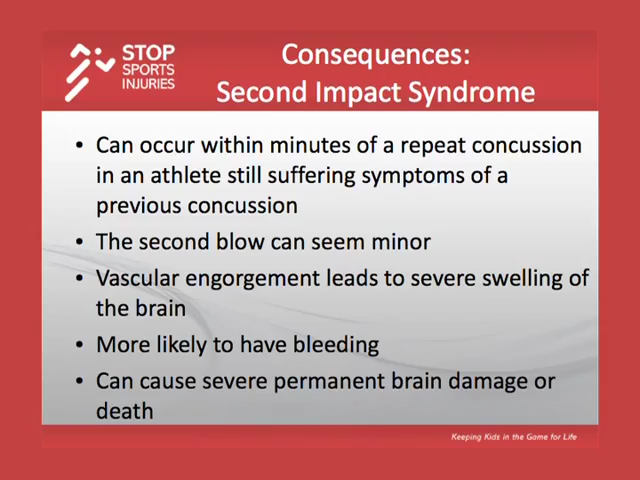 STOP
SPORTS
INJURIES
Consequences:
Second Impact Syndrome
• Can occur within minutes of a repeat concussion
in an athlete still suffering symptoms of a
previous concussion
• The second blow can seem minor
• Vascular engorgement leads to severe swelling of
the brain
• More likely to have bleeding
• Can cause severe permanent brain damage or
death
Keeping Kids in the Game for Life